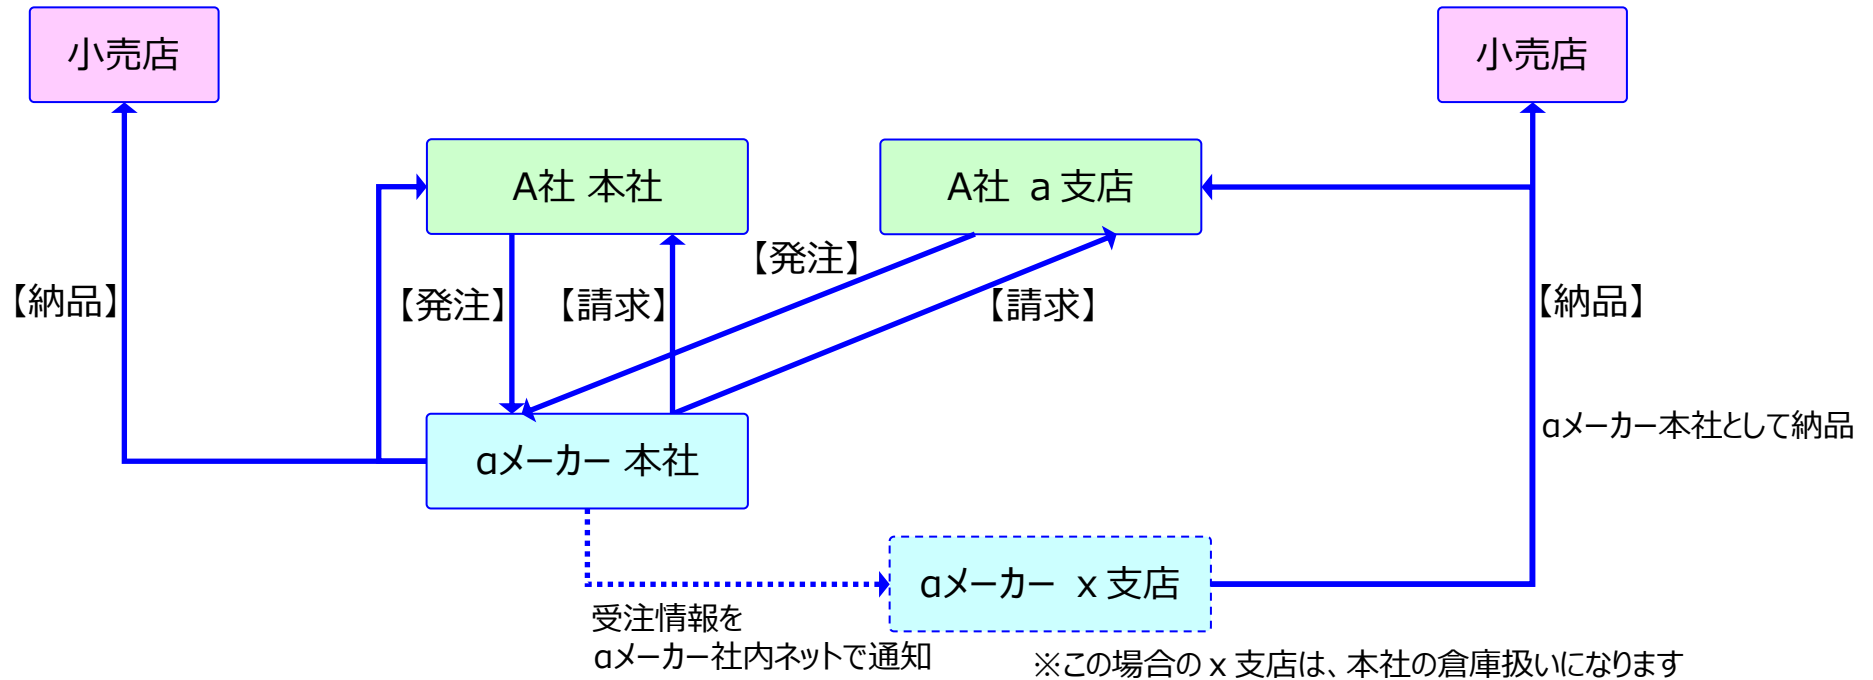 小売店
小売店
A社 本社
A社 a 支店
【発注】
【納品】
【発注】
【請求】
【請求】
【納品】
αメーカー本社として納品
αメーカー 本社
αメーカー x 支店
受注情報を
αメーカー社内ネットで通知
※この場合の x 支店は、本社の倉庫扱いになります